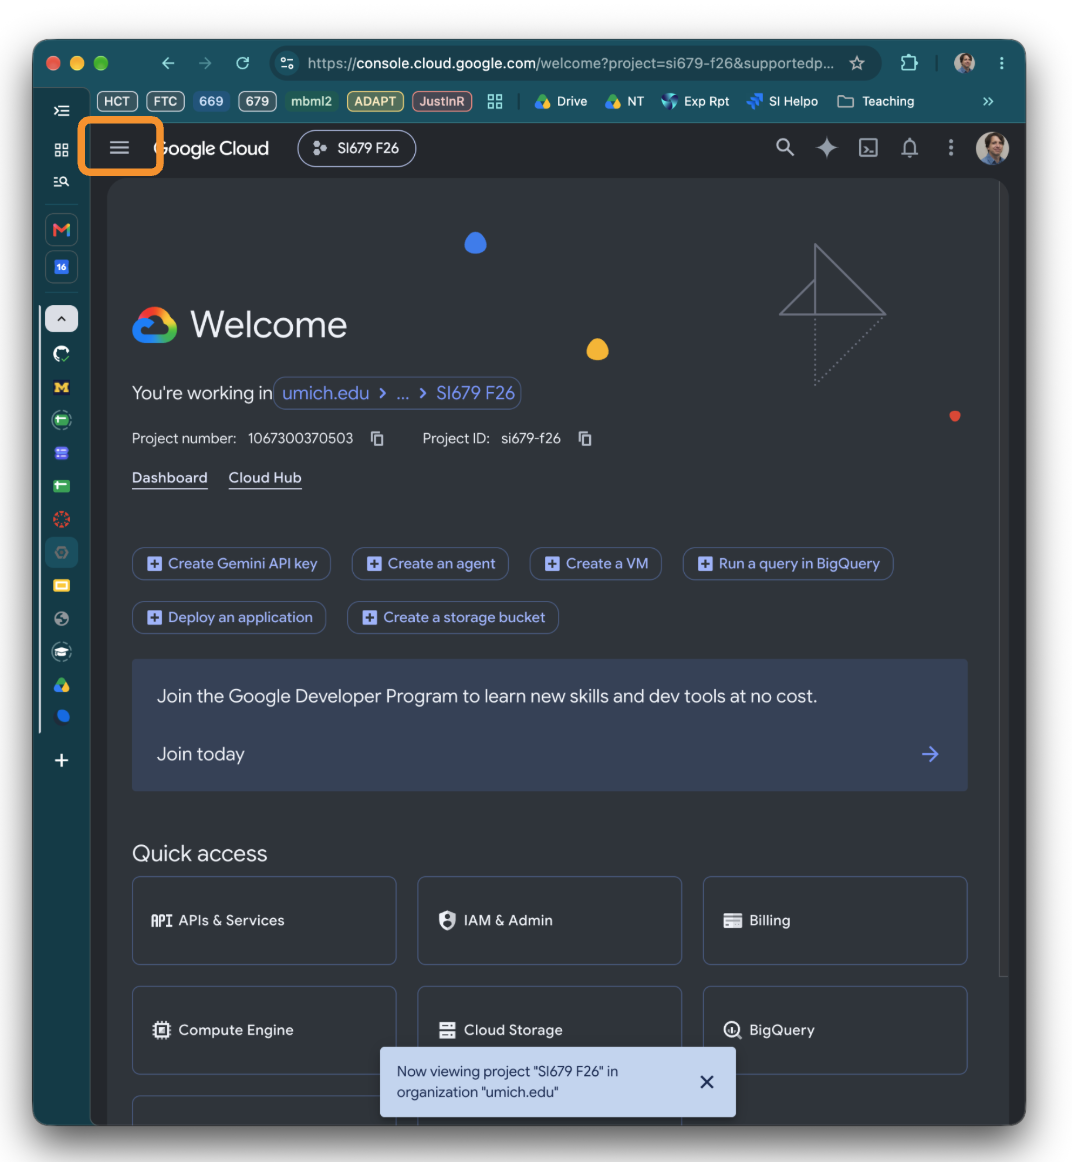 https://console.cloud.google.com/welcome?project=si679-f26&supportedp...
HCT FTC 669 679 mbml2 ADAPT JustInR Drive NT Exp Rpt SI Helpo Teaching »
Google Cloud SI679 F26
16
Welcome
You're working in umich.edu > ... > SI679 F26
Project number: 1067300370503 Project ID: si679-f26
Dashboard Cloud Hub
Create Gemini API key Create an agent Create a VM Run a query in BigQuery
Deploy an application Create a storage bucket
Join the Google Developer Program to learn new skills and dev tools at no cost.
Join today
Quick access
API APIs & Services IAM & Admin Billing
Compute Engine Cloud Storage BigQuery
Now viewing project "SI679 F26" in
organization "umich.edu"